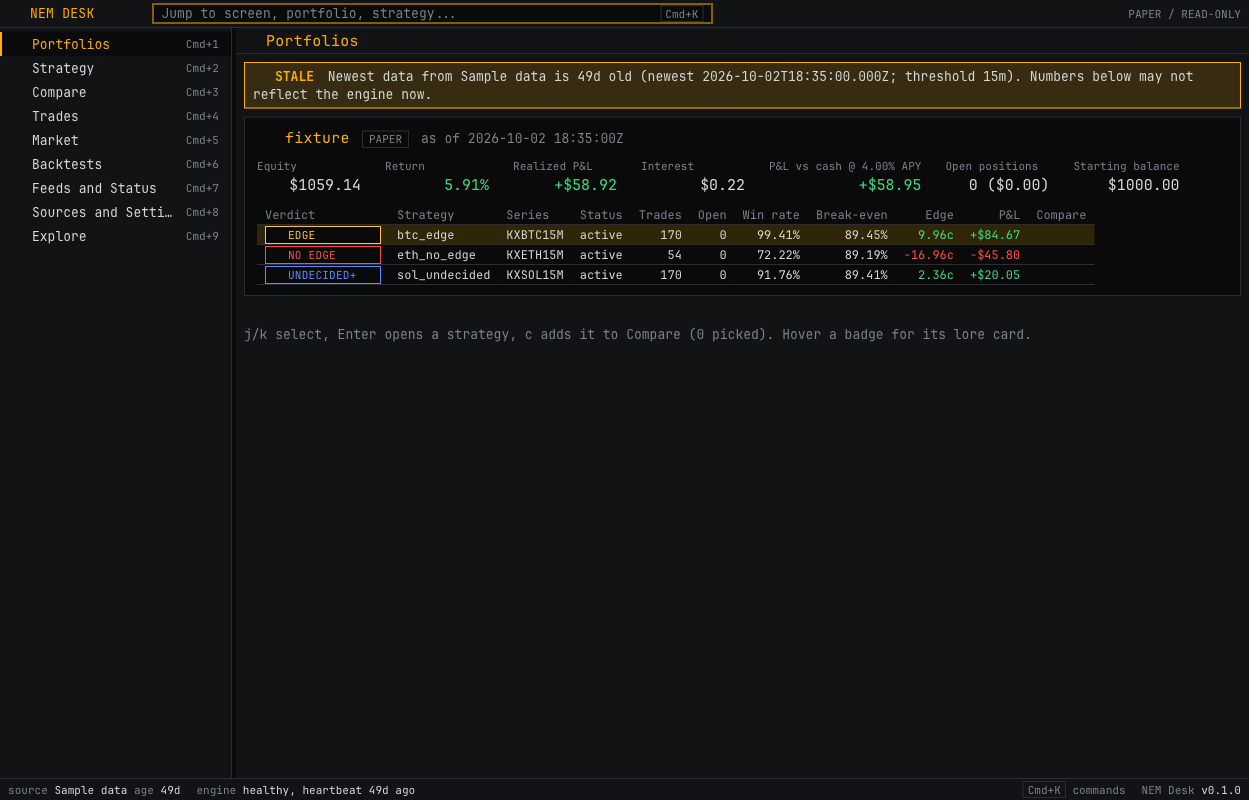 NEM DESK Jump to screen, portfolio, strategy... Cmd+K PAPER / READ-ONLY
Portfolios Cmd+1
Strategy Cmd+2
Compare Cmd+3
Trades Cmd+4
Market Cmd+5
Backtests Cmd+6
Feeds and Status Cmd+7
Sources and Setti… Cmd+8
Explore Cmd+9
Portfolios
STALE Newest data from Sample data is 49d old (newest 2026-10-02T18:35:00.000Z; threshold 15m). Numbers below may not
reflect the engine now.
fixture PAPER as of 2026-10-02 18:35:00Z
Equity Return Realized P&L Interest P&L vs cash @ 4.00% APY Open positions Starting balance
$1059.14 5.91% +$58.92 $0.22 +$58.95 0 ($0.00) $1000.00
Verdict Strategy Series Status Trades Open Win rate Break-even Edge P&L Compare
EDGE btc_edge KXBTC15M active 170 0 99.41% 89.45% 9.96c +$84.67
NO EDGE eth_no_edge KXETH15M active 54 0 72.22% 89.19% -16.96c -$45.80
UNDECIDED+ sol_undecided KXSOL15M active 170 0 91.76% 89.41% 2.36c +$20.05
j/k select, Enter opens a strategy, c adds it to Compare (0 picked). Hover a badge for its lore card.
source Sample data age 49d engine healthy, heartbeat 49d ago Cmd+K commands NEM Desk v0.1.0